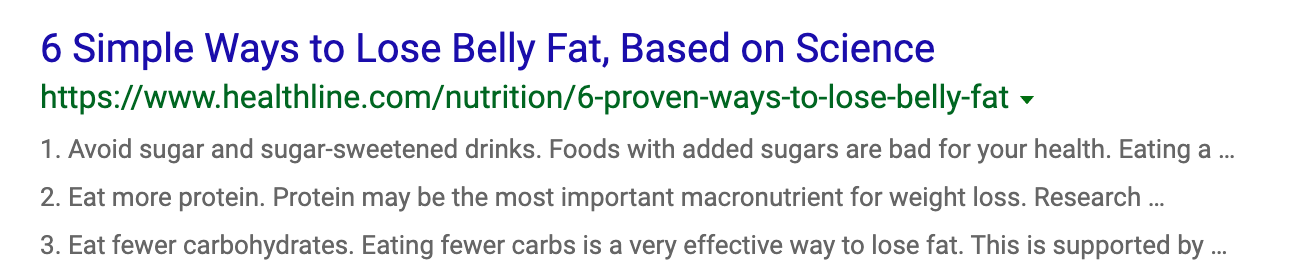 6 Simple Ways to Lose Belly Fat, Based on Science
https://www.healthline.com/nutrition/6-proven-ways-to-lose-belly-fat
1. Avoid sugar and sugar-sweetened drinks. Foods with added sugars are bad for your health. Eating a ...
2. Eat more protein. Protein may be the most important macronutrient for weight loss. Research ...
3. Eat fewer carbohydrates. Eating fewer carbs is a very effective way to lose fat. This is supported by ...